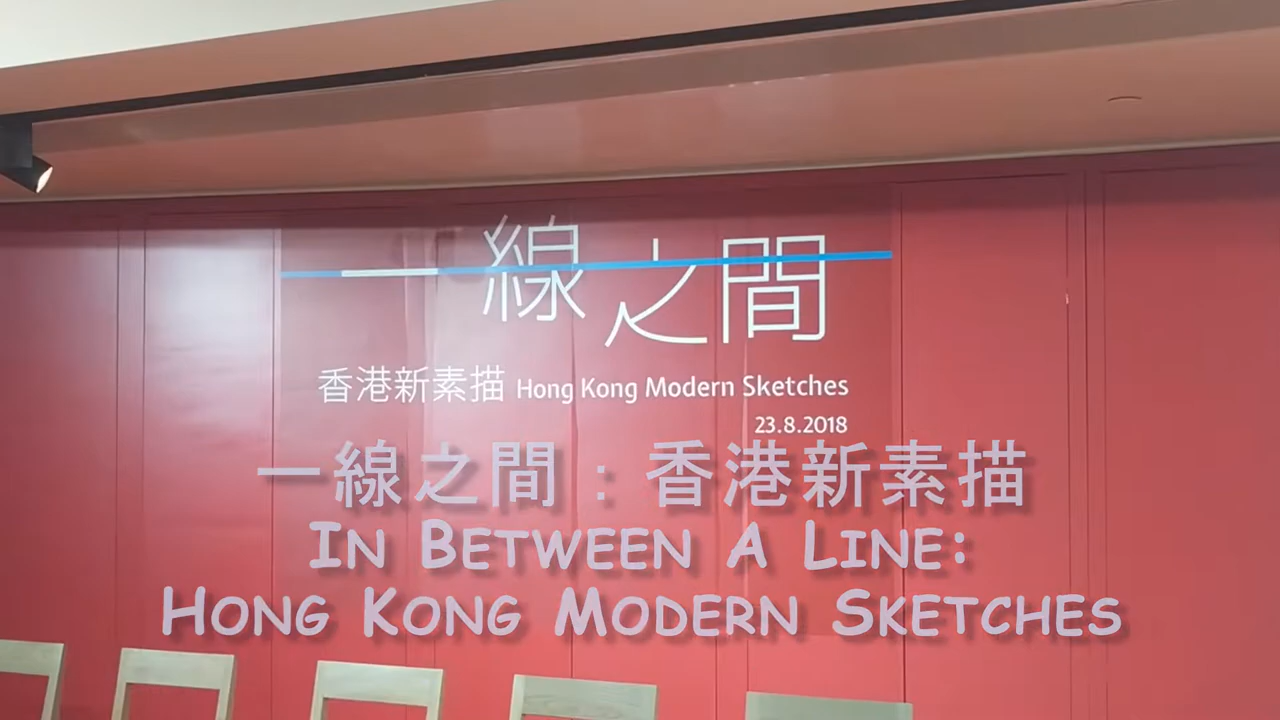 一線之間
香港新素描 Hong Kong Modern Sketches
23.8.2018
一線之間：香港新素描
In Between A Line:
Hong Kong Modern Sketches